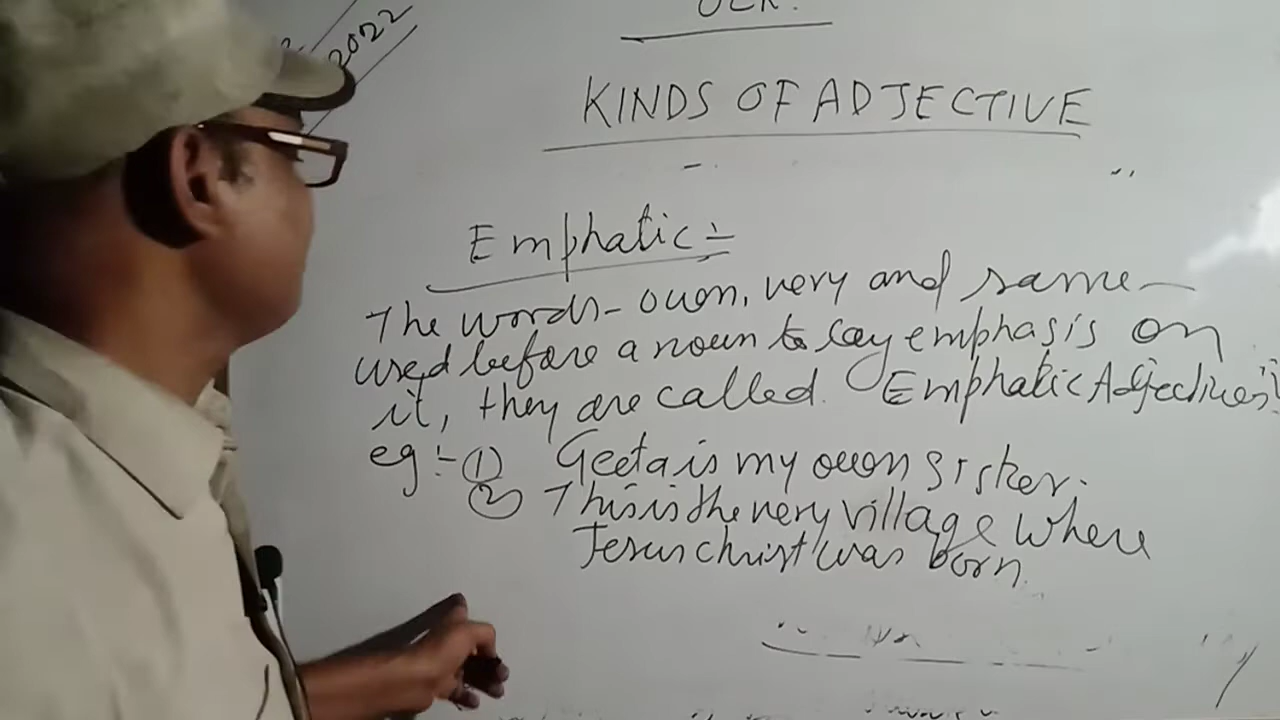 2022
KINDS OF ADJECTIVE
Emphatic :=
The words - own, very and same -
used before a noun to lay emphasis on
it, they are called "Emphatic Adjectives"
eg :- (1) Geeta is my own sister.
(2) This is the very village where
Jesus christ was born.